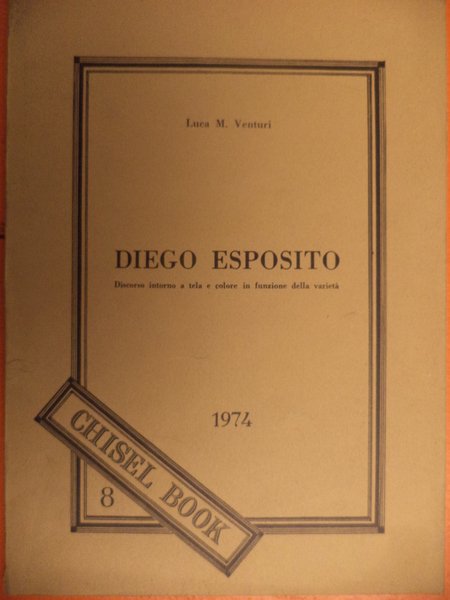 Luca M. Venturi
DIEGO ESPOSITO
Discorso intorno a tela e colore in funzione della varietà
1974
CHISEL BOOK
8